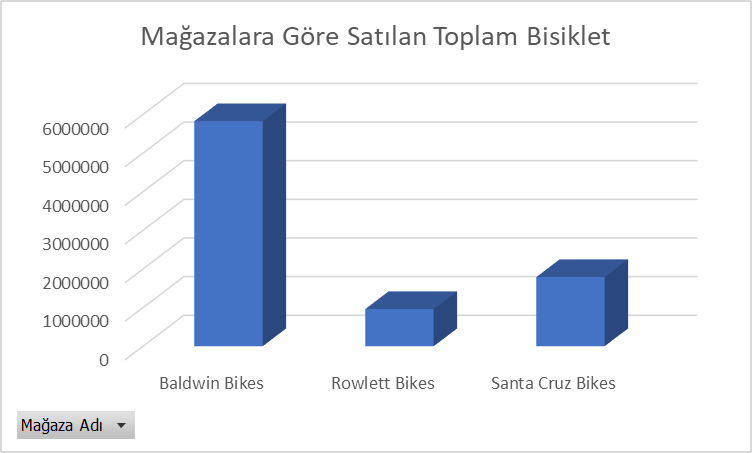 Mağazalara Göre Satılan Toplam Bisiklet
6000000
5000000
4000000
3000000
2000000
1000000
0
Baldwin Bikes Rowlett Bikes Santa Cruz Bikes
Mağaza Adı